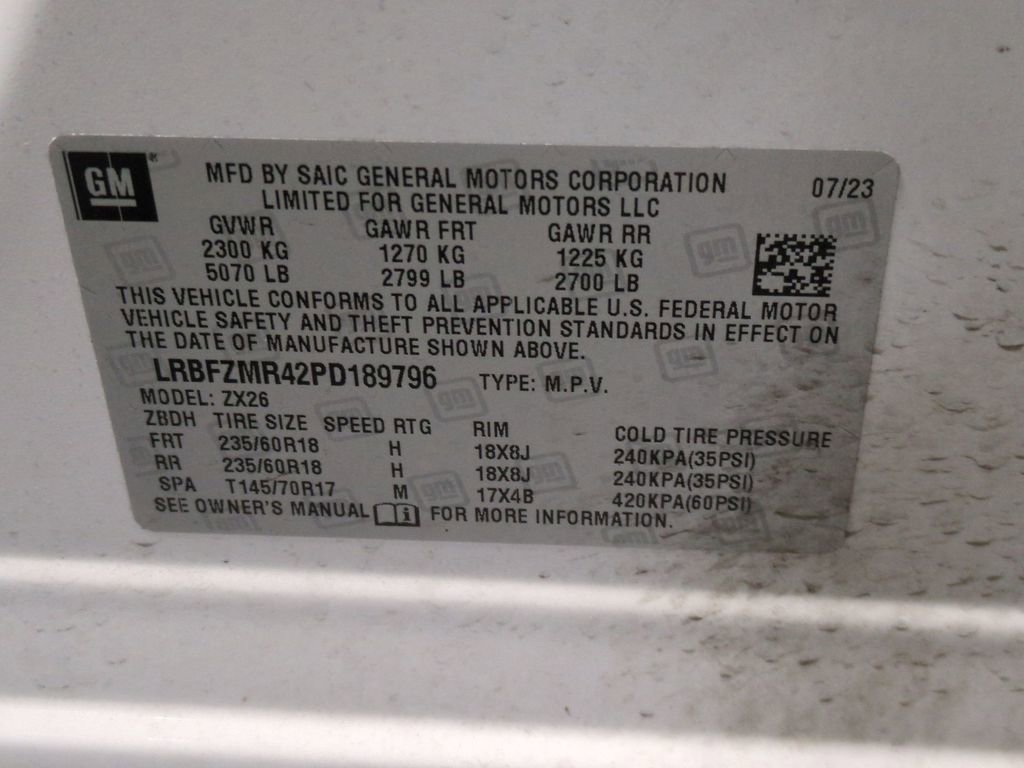 GM
MFD BY SAIC GENERAL MOTORS CORPORATION 07/23
LIMITED FOR GENERAL MOTORS LLC
GVWR GAWR FRT GAWR RR
2300 KG 1270 KG 1225 KG
5070 LB 2799 LB 2700 LB
THIS VEHICLE CONFORMS TO ALL APPLICABLE U.S. FEDERAL MOTOR
VEHICLE SAFETY AND THEFT PREVENTION STANDARDS IN EFFECT ON
THE DATE OF MANUFACTURE SHOWN ABOVE.
LRBFZMR42PD189796 TYPE: M.P.V.
MODEL: ZX26
ZBDH TIRE SIZE SPEED RTG RIM COLD TIRE PRESSURE
FRT 235/60R18 H 18X8J 240KPA(35PSI)
RR 235/60R18 H 18X8J 240KPA(35PSI)
SPA T145/70R17 M 17X4B 420KPA(60PSI)
SEE OWNER'S MANUAL FOR MORE INFORMATION.